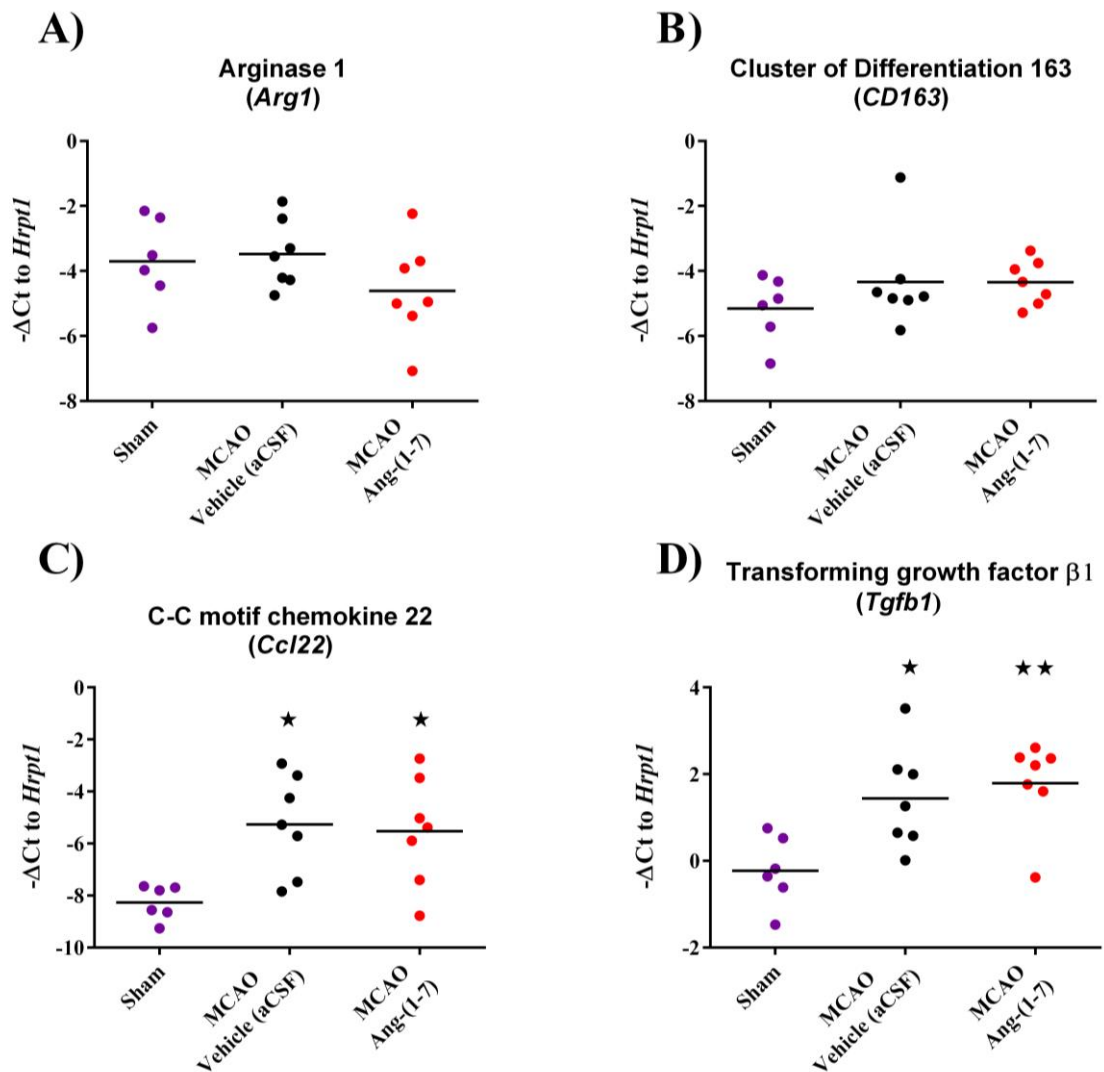 A)
Arginase 1
(Arg1)
-ΔCt to Hrpt1
0
-2
-4
-6
-8
Sham
MCAO
Vehicle (aCSF)
MCAO
Ang-(1-7)
B)
Cluster of Differentiation 163
(CD163)
-ΔCt to Hrpt1
0
-2
-4
-6
-8
Sham
MCAO
Vehicle (aCSF)
MCAO
Ang-(1-7)
C)
C-C motif chemokine 22
(Ccl22)
-ΔCt to Hrpt1
0
-2
-4
-6
-8
-10
★
★
Sham
MCAO
Vehicle (aCSF)
MCAO
Ang-(1-7)
D)
Transforming growth factor β1
(Tgfb1)
-ΔCt to Hrpt1
4
2
0
-2
★
★★
Sham
MCAO
Vehicle (aCSF)
MCAO
Ang-(1-7)